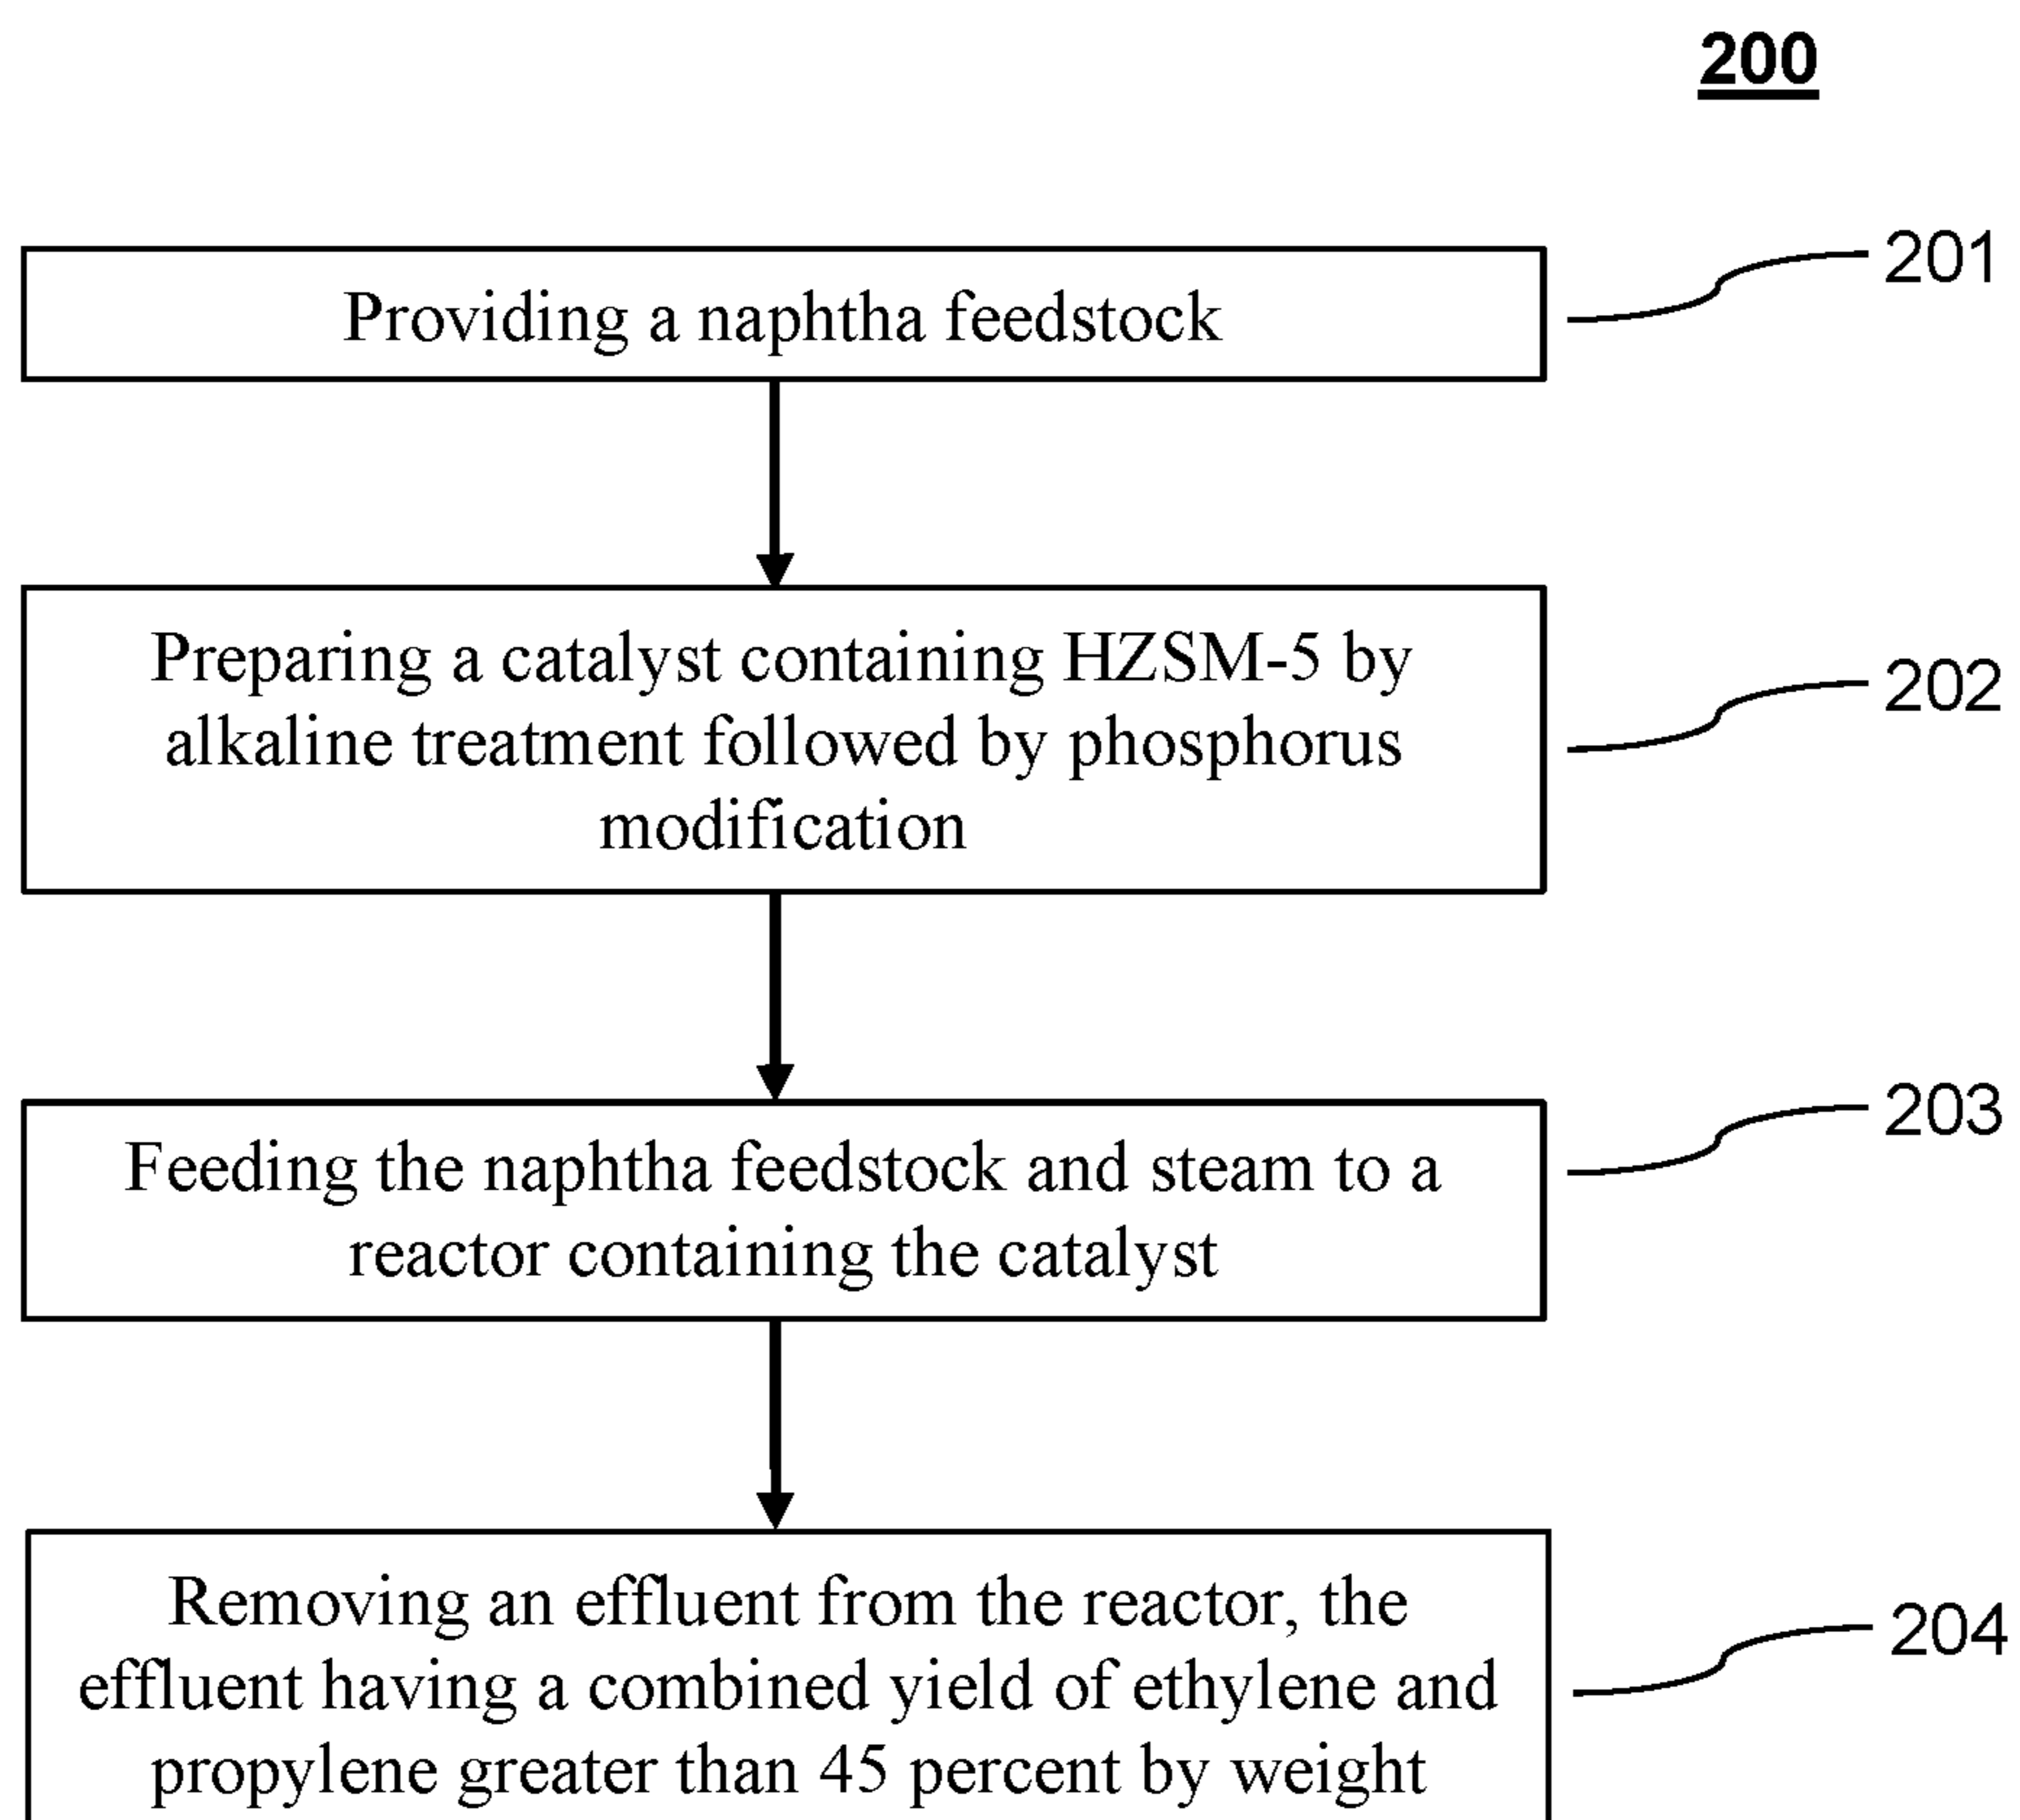 200
Providing a naphtha feedstock
201
Preparing a catalyst containing HZSM-5 by
alkaline treatment followed by phosphorus
modification
202
Feeding the naphtha feedstock and steam to a
reactor containing the catalyst
203
Removing an effluent from the reactor, the
effluent having a combined yield of ethylene and
propylene greater than 45 percent by weight
204